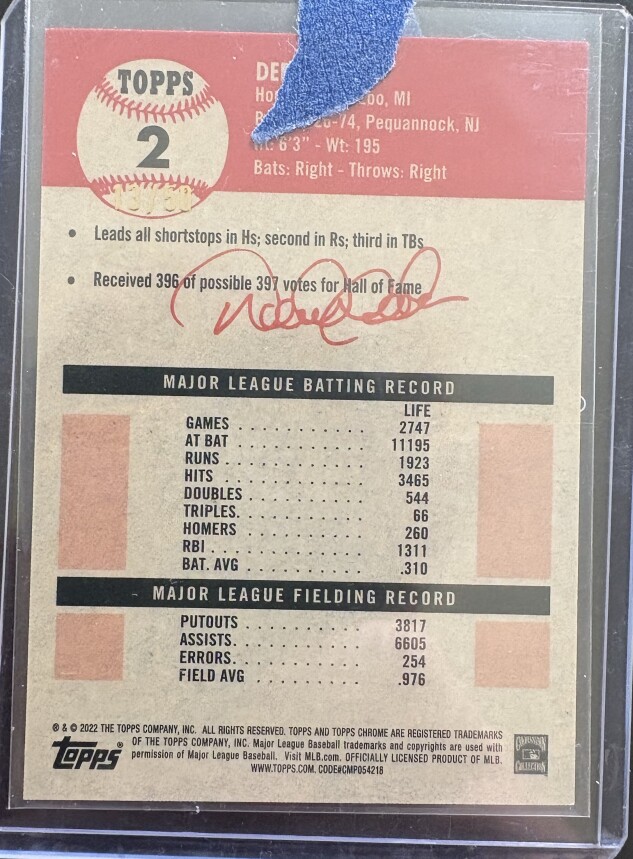 TOPPS
2
DE
Ho oo, MI
-74, Pequannock, NJ
Ht: 6'3" - Wt: 195
Bats: Right - Throws: Right
• Leads all shortstops in Hs; second in Rs; third in TBs
• Received 396 of possible 397 votes for Hall of Fame
MAJOR LEAGUE BATTING RECORD
LIFE
GAMES . . . . . . . . . . . 2747
AT BAT . . . . . . . . . . . 11195
RUNS . . . . . . . . . . . 1923
HITS . . . . . . . . . . . 3465
DOUBLES . . . . . . . . . . 544
TRIPLES. . . . . . . . . . . 66
HOMERS . . . . . . . . . . 260
RBI . . . . . . . . . . . . 1311
BAT. AVG . . . . . . . . . . .310
MAJOR LEAGUE FIELDING RECORD
PUTOUTS . . . . . . . . . . 3817
ASSISTS. . . . . . . . . . . 6605
ERRORS. . . . . . . . . . . 254
FIELD AVG . . . . . . . . . .976
® & © 2022 THE TOPPS COMPANY, INC. ALL RIGHTS RESERVED. TOPPS AND TOPPS CHROME ARE REGISTERED TRADEMARKS
OF THE TOPPS COMPANY, INC. Major League Baseball trademarks and copyrights are used with
permission of Major League Baseball. Visit MLB.com. OFFICIALLY LICENSED PRODUCT OF MLB.
WWW.TOPPS.COM. CODE#CMP054218
topps®
COOPERSTOWN
COLLECTION